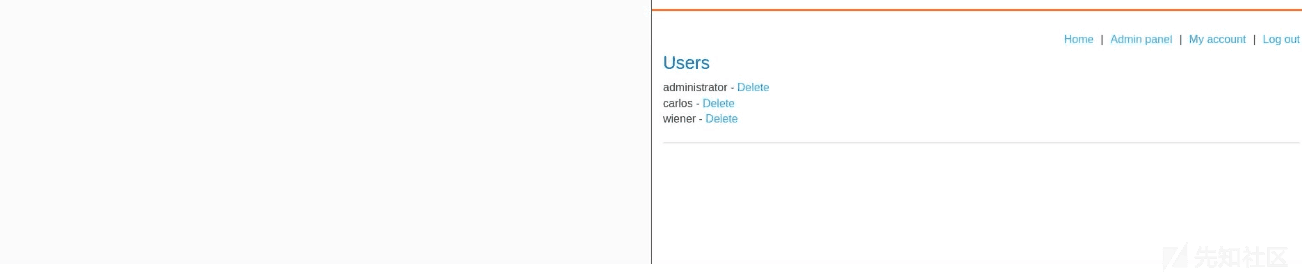 Home | Admin panel | My account | Log out
Users
administrator - Delete
carlos - Delete
wiener - Delete
先知社区